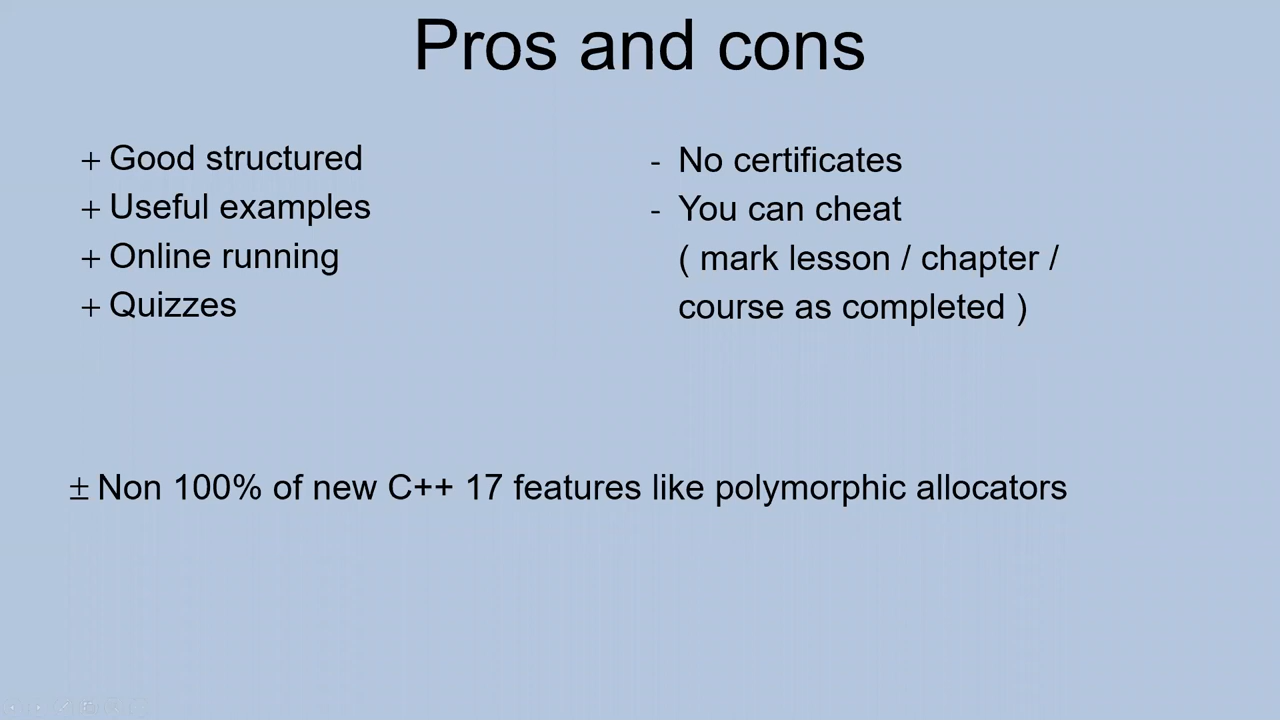 Pros and cons
+ Good structured
+ Useful examples
+ Online running
+ Quizzes
- No certificates
- You can cheat
( mark lesson / chapter /
course as completed )
± Non 100% of new C++ 17 features like polymorphic allocators